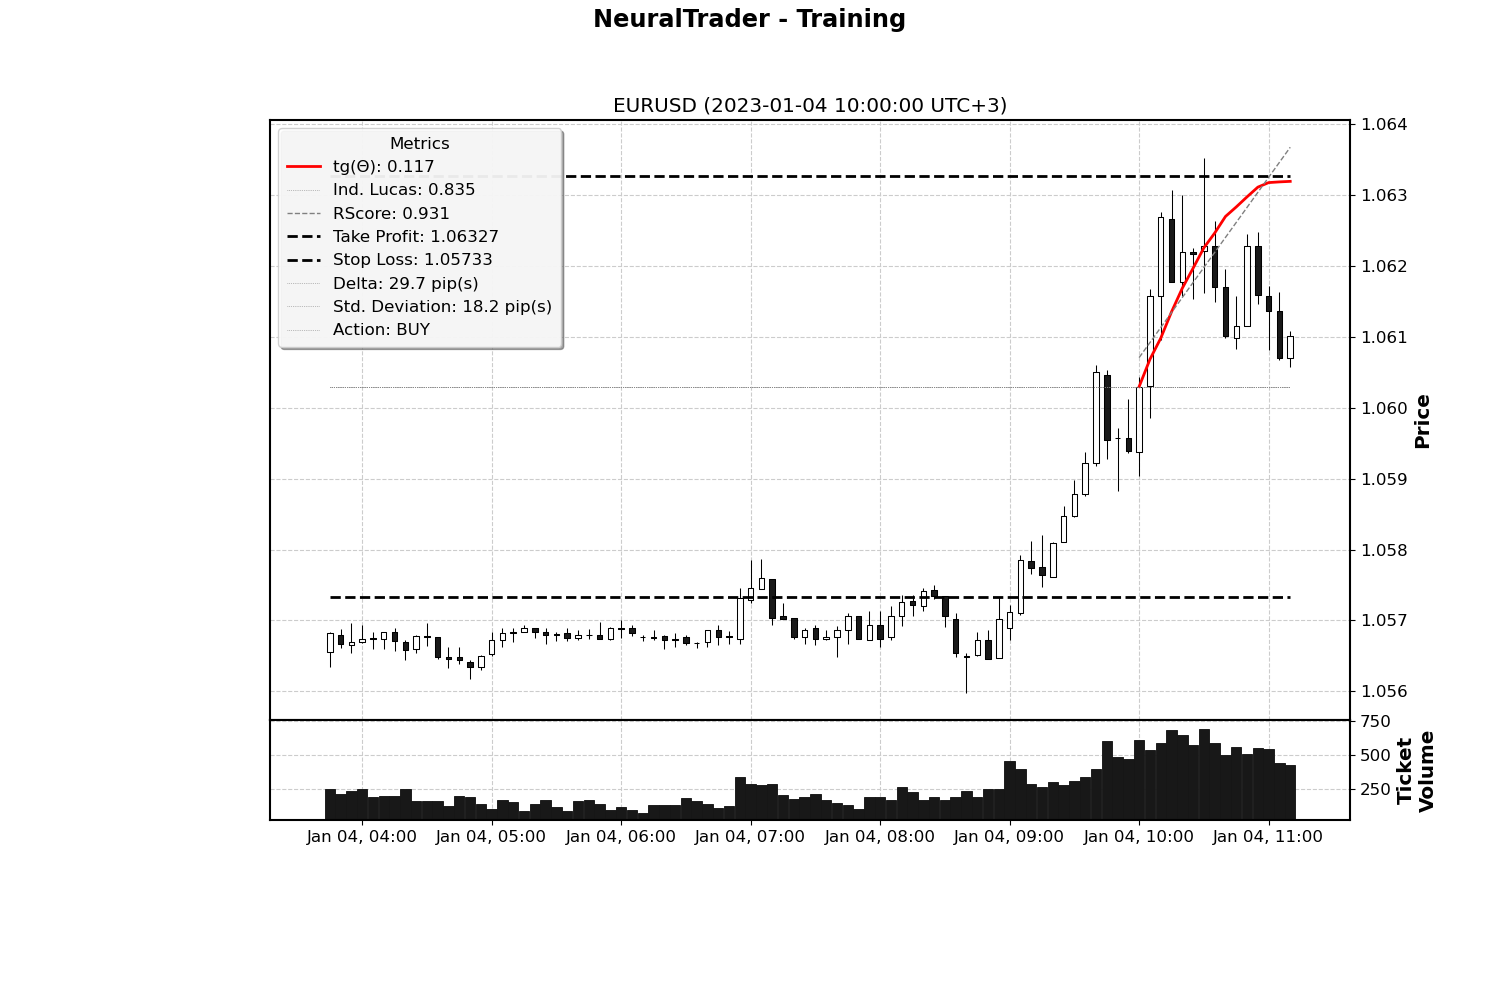 NeuralTrader - Training
EURUSD (2023-01-04 10:00:00 UTC+3)
Metrics
tg(Θ): 0.117
Ind. Lucas: 0.835
RScore: 0.931
Take Profit: 1.06327
Stop Loss: 1.05733
Delta: 29.7 pip(s)
Std. Deviation: 18.2 pip(s)
Action: BUY
1.064
1.063
1.062
1.061
1.060
1.059
1.058
1.057
1.056
Price
750
500
250
Ticket
Volume
Jan 04, 04:00 Jan 04, 05:00 Jan 04, 06:00 Jan 04, 07:00 Jan 04, 08:00 Jan 04, 09:00 Jan 04, 10:00 Jan 04, 11:00